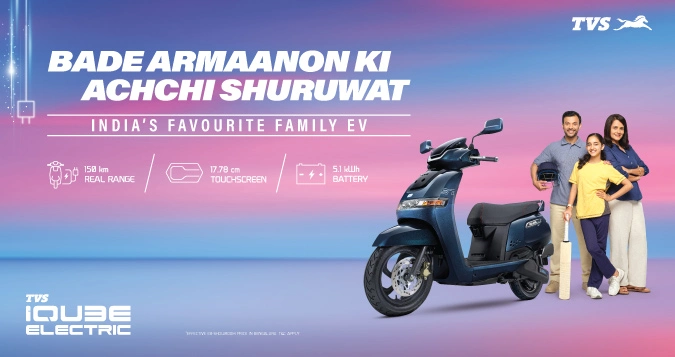 TVS
BADE ARMAANON KI
ACHCHI SHURUWAT
INDIA'S FAVOURITE FAMILY EV
150 km
REAL RANGE
17.78 cm
TOUCHSCREEN
5.1 kWh
BATTERY
TVS
iQUBE
ELECTRIC